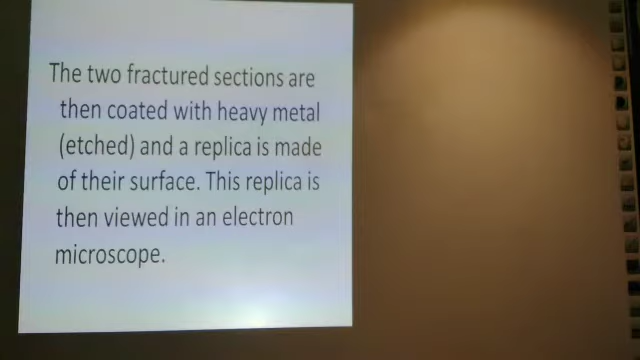 The two fractured sections are
then coated with heavy metal
(etched) and a replica is made
of their surface. This replica is
then viewed in an electron
microscope.